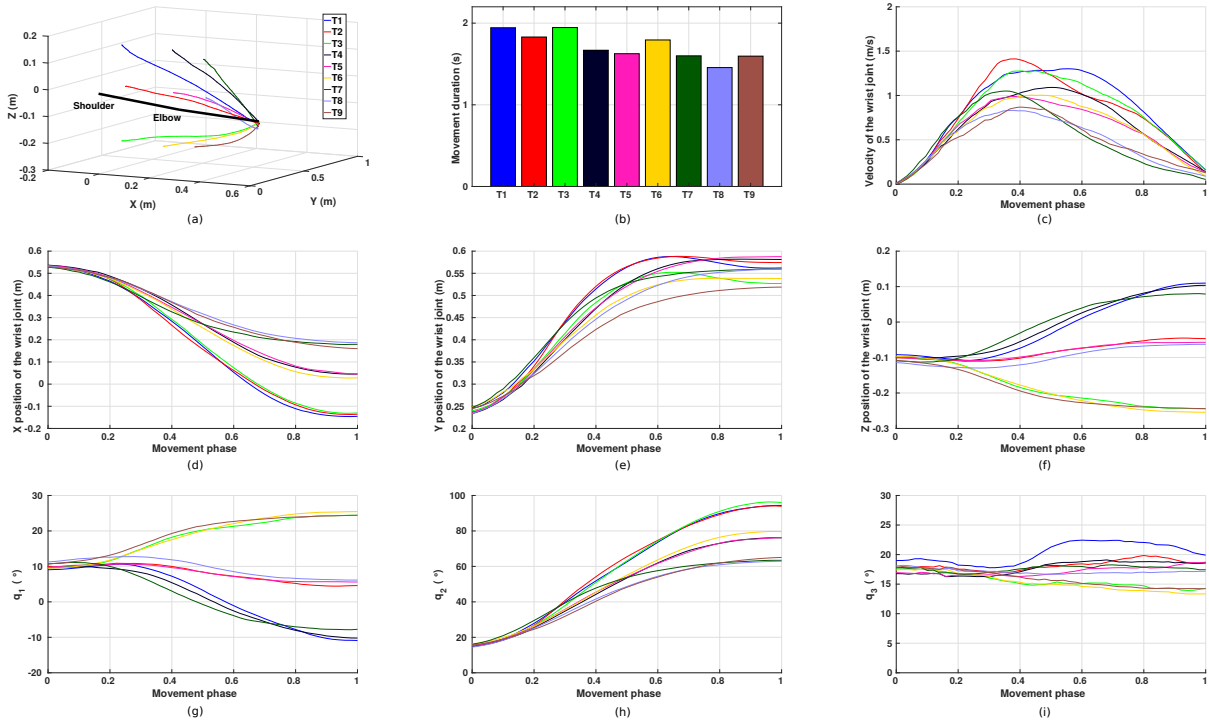 0.2
0.1
0
-0.1
-0.2
-0.3
Z (m)
-0.2
0
0.2
0.4
0.6
X (m)
0
0.5
1
Y (m)
Shoulder
Elbow
T1
T2
T3
T4
T5
T6
T7
T8
T9
(a)
2
1
0
Movement duration (s)
T1 T2 T3 T4 T5 T6 T7 T8 T9
(b)
2
1.5
1
0.5
0
Velocity of the wrist joint (m/s)
0 0.2 0.4 0.6 0.8 1
Movement phase
(c)
0.6
0.5
0.4
0.3
0.2
0.1
0
-0.1
-0.2
X position of the wrist joint (m)
0 0.2 0.4 0.6 0.8 1
Movement phase
(d)
0.6
0.55
0.5
0.45
0.4
0.35
0.3
0.25
0.2
Y position of the wrist joint (m)
0 0.2 0.4 0.6 0.8 1
Movement phase
(e)
0.2
0.1
0
-0.1
-0.2
-0.3
Z position of the wrist joint (m)
0 0.2 0.4 0.6 0.8 1
Movement phase
(f)
30
20
10
0
-10
-20
q1 (°)
0 0.2 0.4 0.6 0.8 1
Movement phase
(g)
100
80
60
40
20
0
q2 (°)
0 0.2 0.4 0.6 0.8 1
Movement phase
(h)
30
25
20
15
10
5
0
q3 (°)
0 0.2 0.4 0.6 0.8 1
Movement phase
(i)